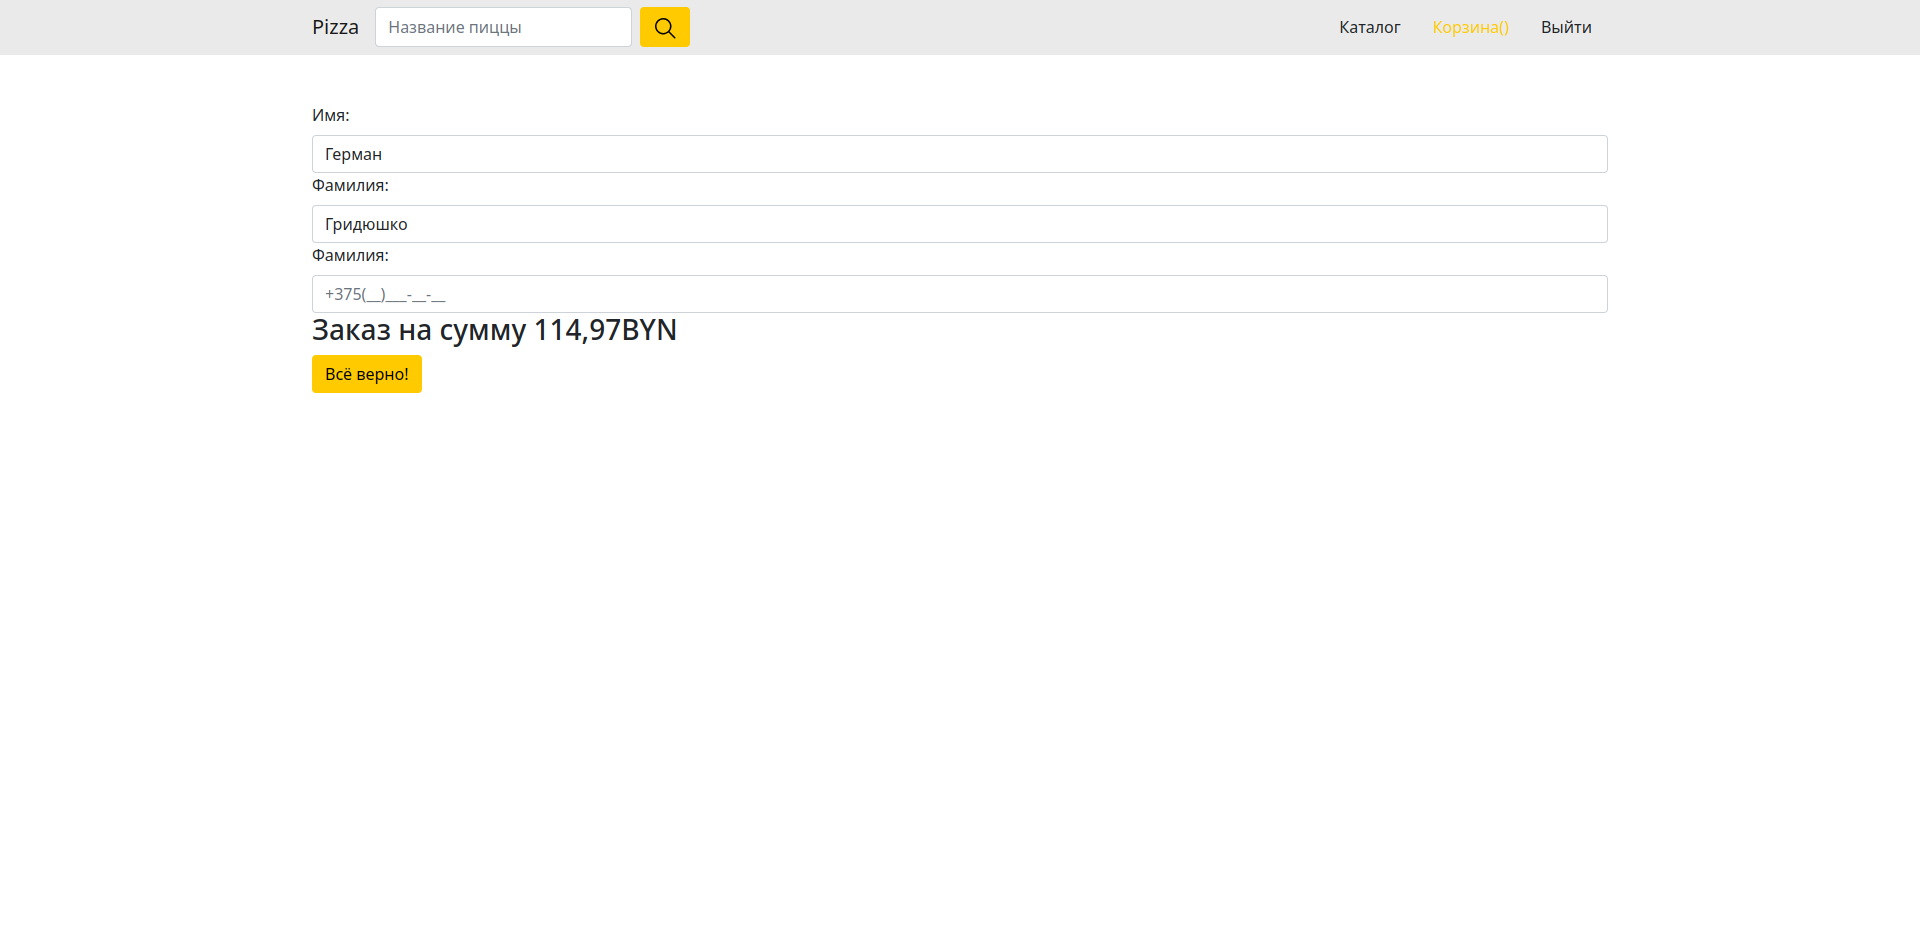 Pizza Название пиццы Каталог Корзина() Выйти
Имя:
Герман
Фамилия:
Гридюшко
Фамилия:
+375(__)___-__-__
Заказ на сумму 114,97BYN
Всё верно!